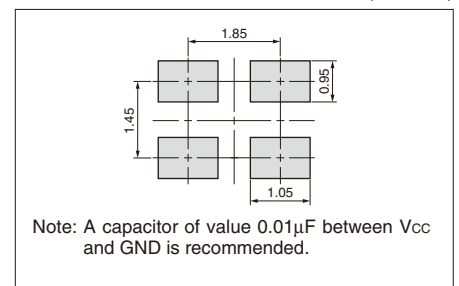 1.85
0.95
1.45
1.05
Note: A capacitor of value 0.01μF between Vcc
and GND is recommended.